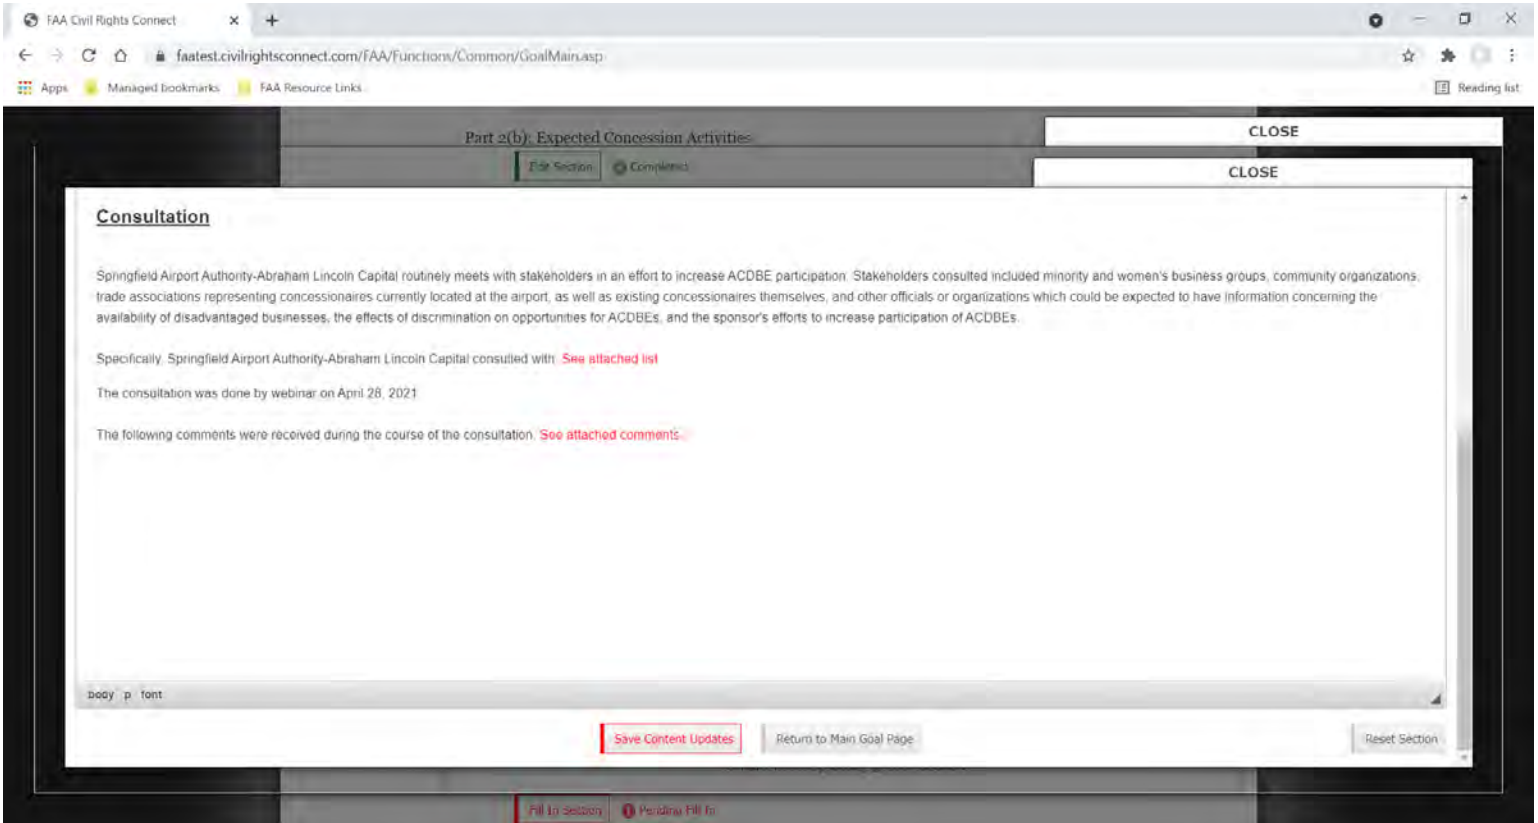 FAA Civil Rights Connect
faatest.civilrightsconnect.com/FAA/Functions/Common/GoalMain.asp
Apps Managed bookmarks FAA Resource Links Reading list
Part 2(b): Expected Concession Activities
CLOSE
Edit Section Completed
CLOSE
Consultation
Springfield Airport Authority-Abraham Lincoln Capital routinely meets with stakeholders in an effort to increase ACDBE participation. Stakeholders consulted included minority and women's business groups, community organizations,
trade associations representing concessionaires currently located at the airport, as well as existing concessionaires themselves, and other officials or organizations which could be expected to have information concerning the
availability of disadvantaged businesses, the effects of discrimination on opportunities for ACDBEs, and the sponsor's efforts to increase participation of ACDBEs.
Specifically, Springfield Airport Authority-Abraham Lincoln Capital consulted with: See attached list
The consultation was done by webinar on April 28, 2021
The following comments were received during the course of the consultation. See attached comments.
body p font
Save Content Updates Return to Main Goal Page Reset Section
Fill In Section Pending Fill In